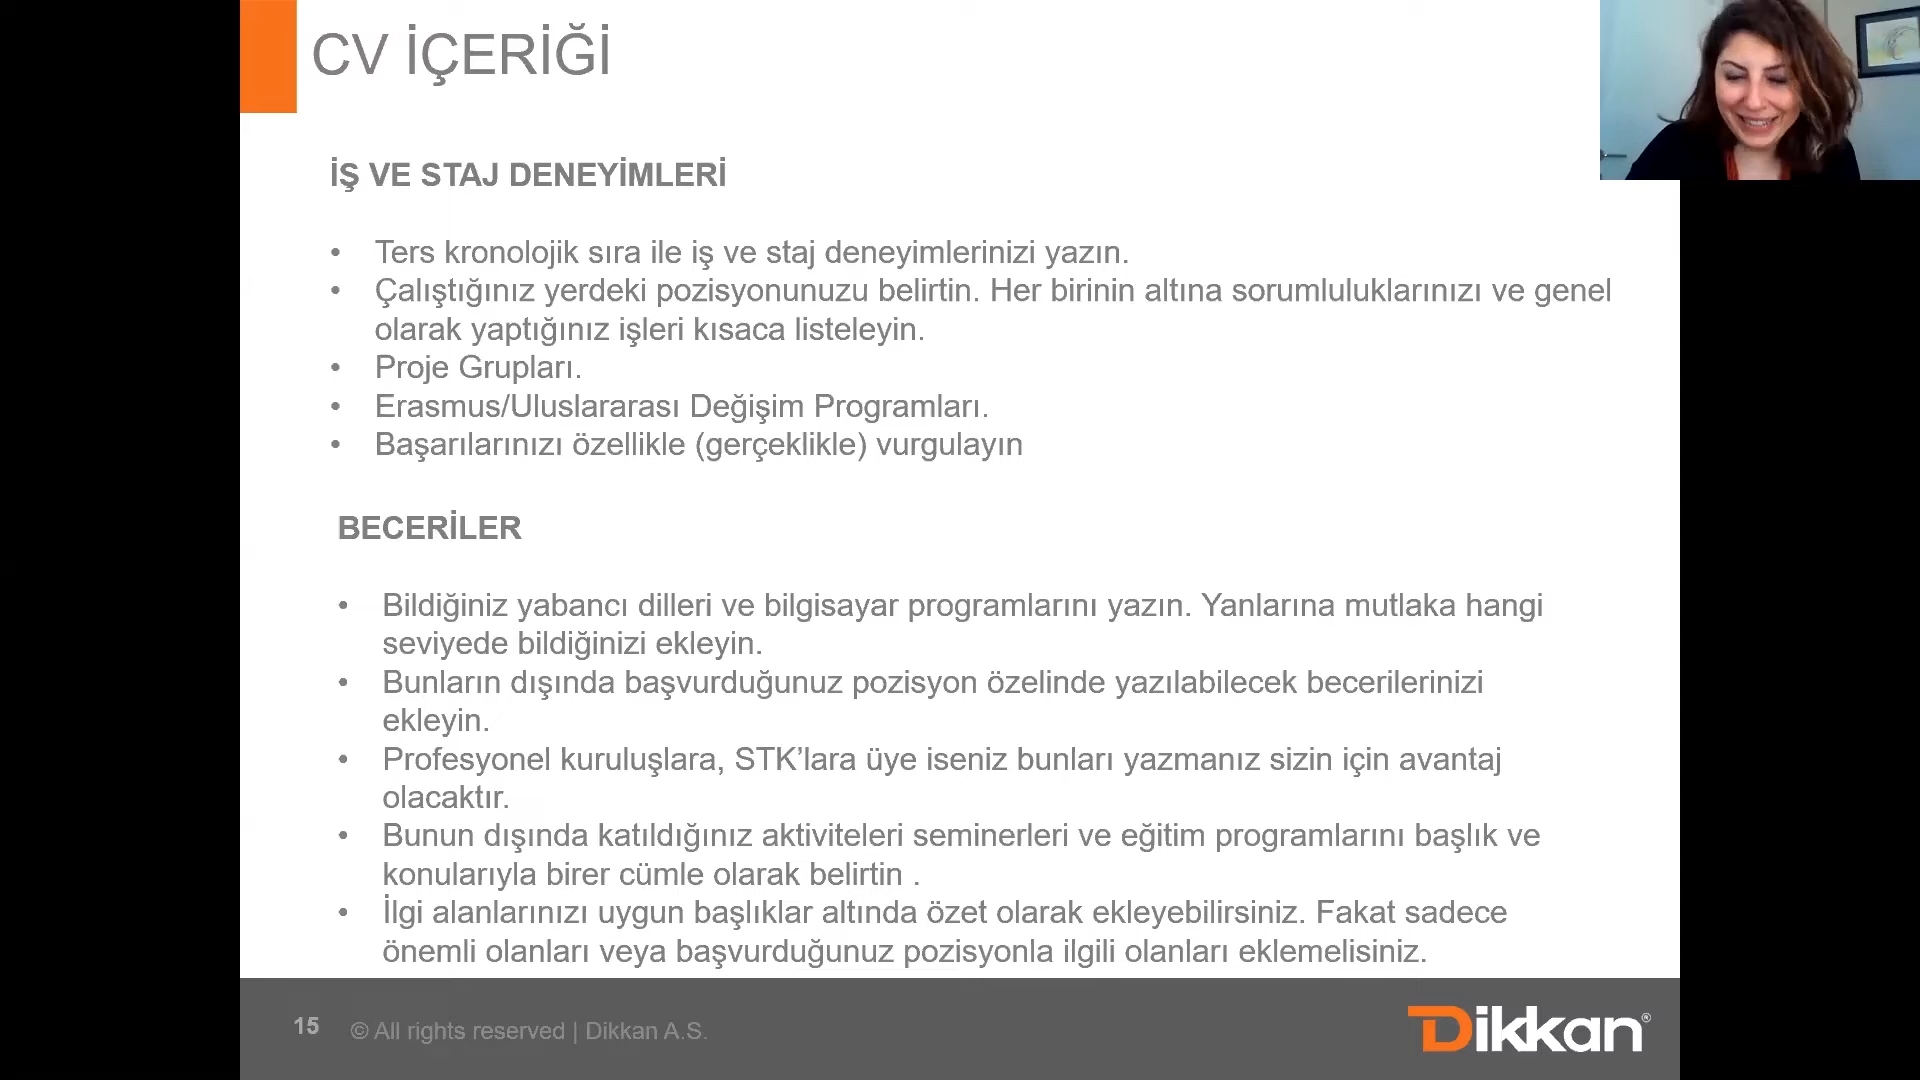 CV İÇERİĞİ
İŞ VE STAJ DENEYİMLERİ
• Ters kronolojik sıra ile iş ve staj deneyimlerinizi yazın.
• Çalıştığınız yerdeki pozisyonunuzu belirtin. Her birinin altına sorumluluklarınızı ve genel
olarak yaptığınız işleri kısaca listeleyin.
• Proje Grupları.
• Erasmus/Uluslararası Değişim Programları.
• Başarılarınızı özellikle (gerçeklikle) vurgulayın
BECERİLER
• Bildiğiniz yabancı dilleri ve bilgisayar programlarını yazın. Yanlarına mutlaka hangi
seviyede bildiğinizi ekleyin.
• Bunların dışında başvurduğunuz pozisyon özelinde yazılabilecek becerilerinizi
ekleyin.
• Profesyonel kuruluşlara, STK’lara üye iseniz bunları yazmanız sizin için avantaj
olacaktır.
• Bunun dışında katıldığınız aktiviteleri seminerleri ve eğitim programlarını başlık ve
konularıyla birer cümle olarak belirtin .
• İlgi alanlarınızı uygun başlıklar altında özet olarak ekleyebilirsiniz. Fakat sadece
önemli olanları veya başvurduğunuz pozisyonla ilgili olanları eklemelisiniz.
15 © All rights reserved | Dikkan A.S.
Dikkan®